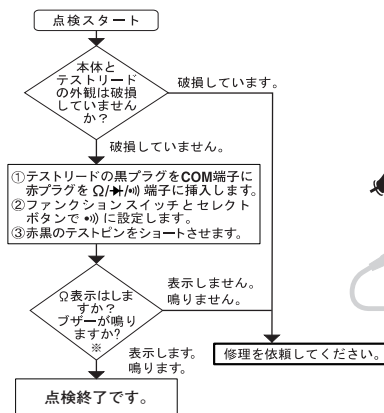 点検スタート
本体と
テストリード
の外観は破損
していません
か？
破損しています。
破損していません。
①テストリードの黒プラグをCOM端子に
赤プラグを Ω/➔+/•)) 端子に挿入します。
②ファンクションスイッチとセレクト
ボタンで •)) に設定します。
③赤黒のテストピンをショートさせます。
Ω表示はしま
すか？
ブザーが鳴り
ますか?
※
表示しません。
鳴りません。
表示します。
鳴ります。
修理を依頼してください。
点検終了です。